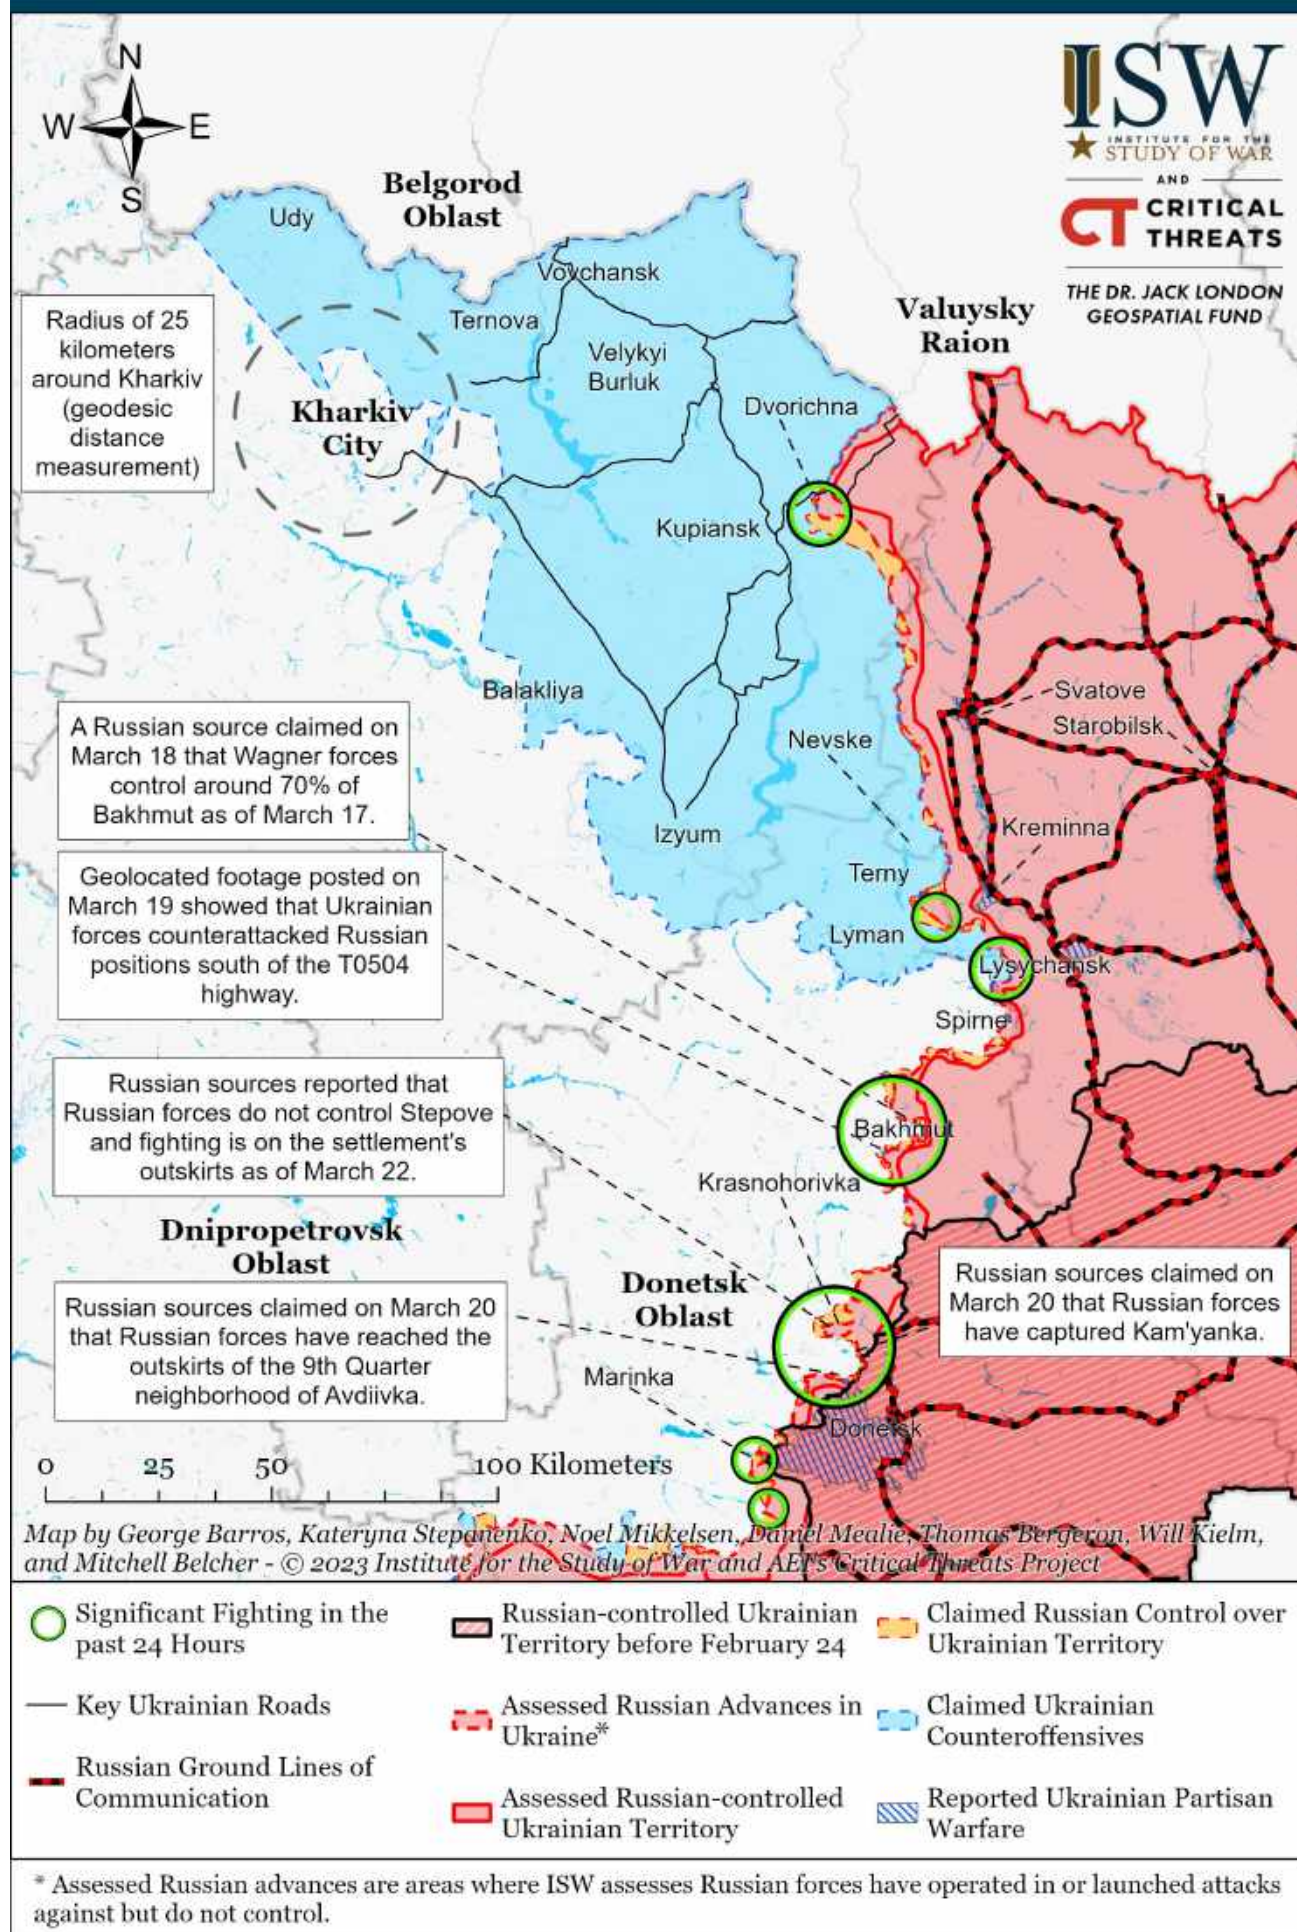 N
W E
S
ISW
INSTITUTE FOR THE
STUDY OF WAR
AND
CT CRITICAL
THREATS
THE DR. JACK LONDON
GEOSPATIAL FUND
Belgorod
Oblast
Udy
Vovchansk
Ternova
Valuysky
Raion
Radius of 25
kilometers
around Kharkiv
(geodesic
distance
measurement)
Velykyi
Burluk
Kharkiv
City
Dvorichna
Kupiansk
Balakliya
Svatove
Starobilsk
Nevske
A Russian source claimed on
March 18 that Wagner forces
control around 70% of
Bakhmut as of March 17.
Izyum
Kreminna
Terny
Geolocated footage posted on
March 19 showed that Ukrainian
forces counterattacked Russian
positions south of the T0504
highway.
Lyman
Lysychansk
Spirne
Russian sources reported that
Russian forces do not control Stepove
and fighting is on the settlement's
outskirts as of March 22.
Bakhmut
Krasnohorivka
Dnipropetrovsk
Oblast
Donetsk
Oblast
Russian sources claimed on
March 20 that Russian forces
have captured Kam'yanka.
Russian sources claimed on March 20
that Russian forces have reached the
outskirts of the 9th Quarter
neighborhood of Avdiivka.
Marinka
Donetsk
0 25 50 100 Kilometers
Map by George Barros, Kateryna Stepanenko, Noel Mikkelsen, Daniel Mealie, Thomas Bergeron, Will Kielm,
and Mitchell Belcher - © 2023 Institute for the Study of War and AEI's Critical Threats Project
Significant Fighting in the
past 24 Hours
Key Ukrainian Roads
Russian Ground Lines of
Communication
Russian-controlled Ukrainian
Territory before February 24
Assessed Russian Advances in
Ukraine*
Assessed Russian-controlled
Ukrainian Territory
Claimed Russian Control over
Ukrainian Territory
Claimed Ukrainian
Counteroffensives
Reported Ukrainian Partisan
Warfare
* Assessed Russian advances are areas where ISW assesses Russian forces have operated in or launched attacks
against but do not control.